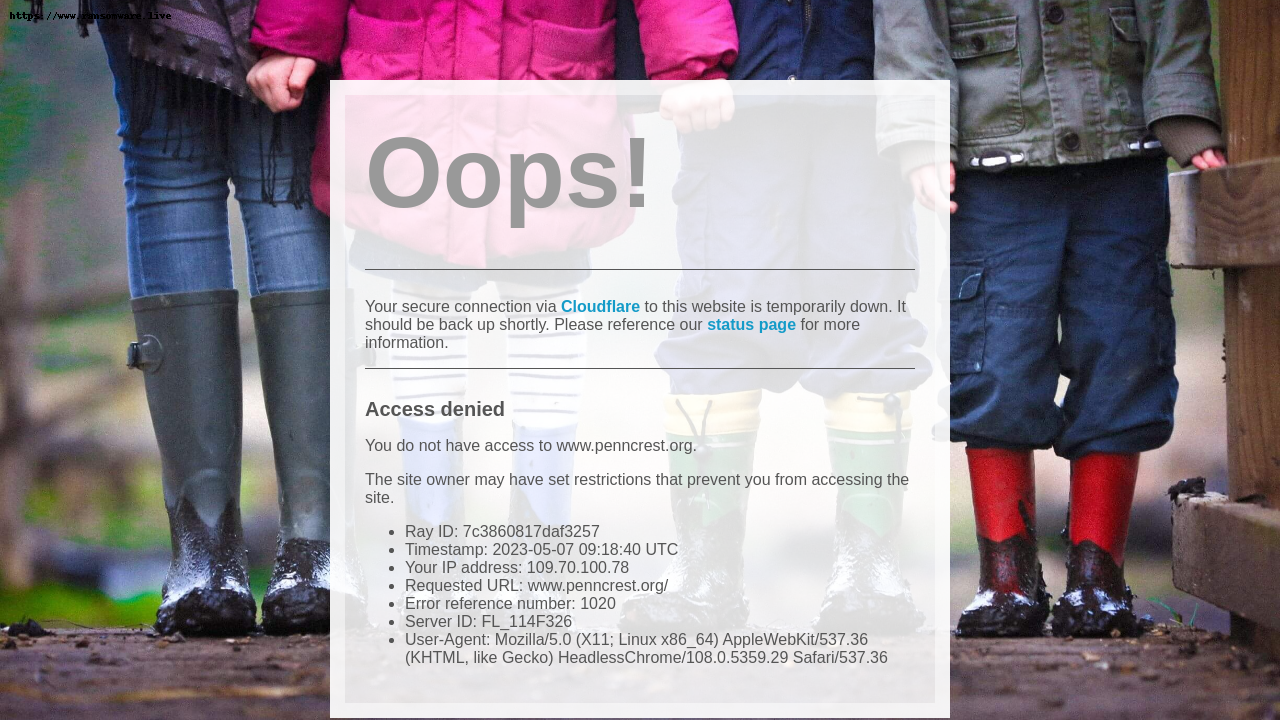 https://www.ransomware.live
Oops!
Your secure connection via Cloudflare to this website is temporarily down. It
should be back up shortly. Please reference our status page for more
information.
Access denied
You do not have access to www.penncrest.org.
The site owner may have set restrictions that prevent you from accessing the
site.
• Ray ID: 7c3860817daf3257
• Timestamp: 2023-05-07 09:18:40 UTC
• Your IP address: 109.70.100.78
• Requested URL: www.penncrest.org/
• Error reference number: 1020
• Server ID: FL_114F326
• User-Agent: Mozilla/5.0 (X11; Linux x86_64) AppleWebKit/537.36
(KHTML, like Gecko) HeadlessChrome/108.0.5359.29 Safari/537.36